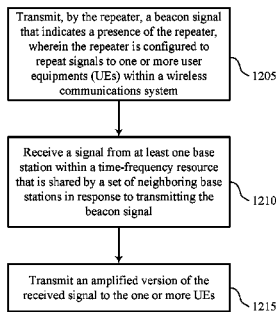 Transmit, by the repeater, a beacon signal
that indicates a presence of the repeater,
wherein the repeater is configured to
repeat signals to one or more user
equipments (UEs) within a wireless
communications system
1205
Receive a signal from at least one base
station within a time-frequency resource
that is shared by a set of neighboring base
stations in response to transmitting the
beacon signal
1210
Transmit an amplified version of the
received signal to the one or more UEs
1215